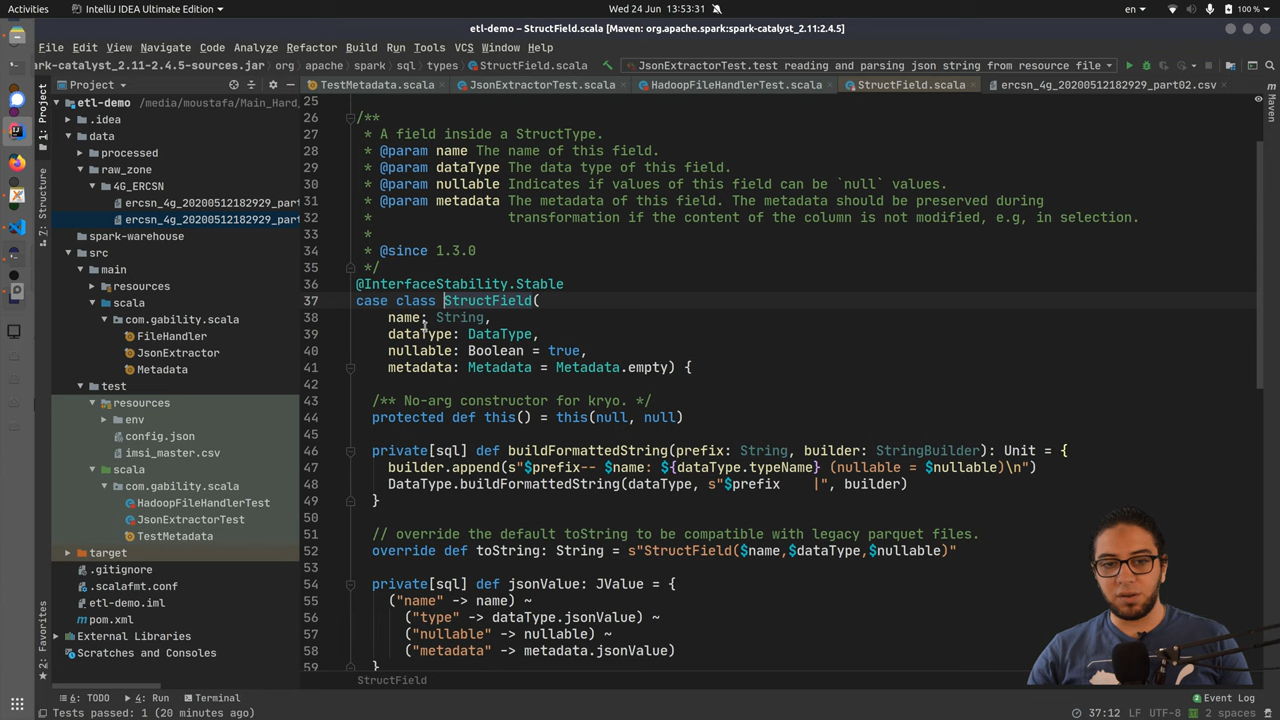 Activities
IntelliJ IDEA Ultimate Edition
Wed 24 Jun 13:53:31
en
100 %
etl-demo – StructField.scala [Maven: org.apache.spark:spark-catalyst_2.11:2.4.5]
File Edit View Navigate Code Analyze Refactor Build Run Tools VCS Window Help
rk-catalyst_2.11-2.4.5-sources.jar org apache spark sql types StructField.scala
JsonExtractorTest.test reading and parsing json string from resource file
Project
TestMetadata.scala JsonExtractorTest.scala HadoopFileHandlerTest.scala StructField.scala ercsn_4g_20200512182929_part02.csv
1: Project
7: Structure
2: Favorites
Maven
etl-demo /media/moustafa/Main_Hard
.idea
data
processed
raw_zone
4G_ERCSN
ercsn_4g_20200512182929_part
ercsn_4g_20200512182929_part
spark-warehouse
src
main
resources
scala
com.gability.scala
FileHandler
JsonExtractor
Metadata
test
resources
env
config.json
imsi_master.csv
scala
com.gability.scala
HadoopFileHandlerTest
JsonExtractorTest
TestMetadata
target
.gitignore
.scalafmt.conf
etl-demo.iml
pom.xml
External Libraries
Scratches and Consoles
25
26 /**
27 * A field inside a StructType.
28 * @param name The name of this field.
29 * @param dataType The data type of this field.
30 * @param nullable Indicates if values of this field can be `null` values.
31 * @param metadata The metadata of this field. The metadata should be preserved during
32 * transformation if the content of the column is not modified, e.g, in selection.
33 *
34 * @since 1.3.0
35 */
36 @InterfaceStability.Stable
37 case class StructField(
38 name: String,
39 dataType: DataType,
40 nullable: Boolean = true,
41 metadata: Metadata = Metadata.empty) {
42
43 /** No-arg constructor for kryo. */
44 protected def this() = this(null, null)
45
46 private[sql] def buildFormattedString(prefix: String, builder: StringBuilder): Unit = {
47 builder.append(s"$prefix-- $name: ${dataType.typeName} (nullable = $nullable)\n")
48 DataType.buildFormattedString(dataType, s"$prefix    |", builder)
49 }
50
51 // override the default toString to be compatible with legacy parquet files.
52 override def toString: String = s"StructField($name,$dataType,$nullable)"
53
54 private[sql] def jsonValue: JValue = {
55 ("name" -> name) ~
56 ("type" -> dataType.jsonValue) ~
57 ("nullable" -> nullable) ~
58 ("metadata" -> metadata.jsonValue)
59 }
StructField
6: TODO
4: Run
Terminal
Event Log
Tests passed: 1 (20 minutes ago)
37:12 LF UTF-8 2 spaces